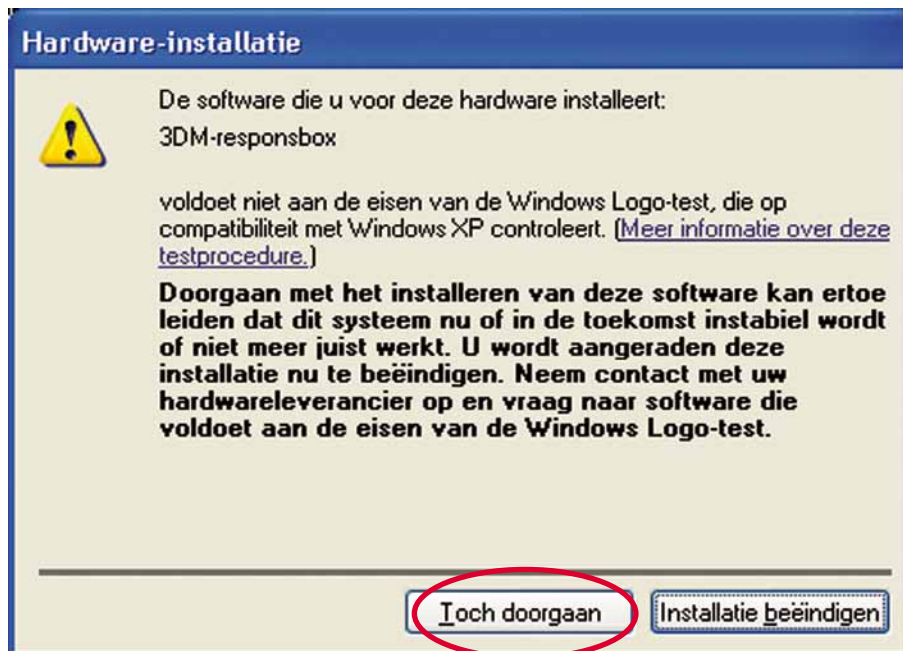 Hardware-installatie
De software die u voor deze hardware installeert:
3DM-responsbox
voldoet niet aan de eisen van de Windows Logo-test, die op
compatibiliteit met Windows XP controleert. (Meer informatie over deze
testprocedure.)
Doorgaan met het installeren van deze software kan ertoe
leiden dat dit systeem nu of in de toekomst instabiel wordt
of niet meer juist werkt. U wordt aangeraden deze
installatie nu te beëindigen. Neem contact met uw
hardwareleverancier op en vraag naar software die
voldoet aan de eisen van de Windows Logo-test.
Toch doorgaan
Installatie beëindigen